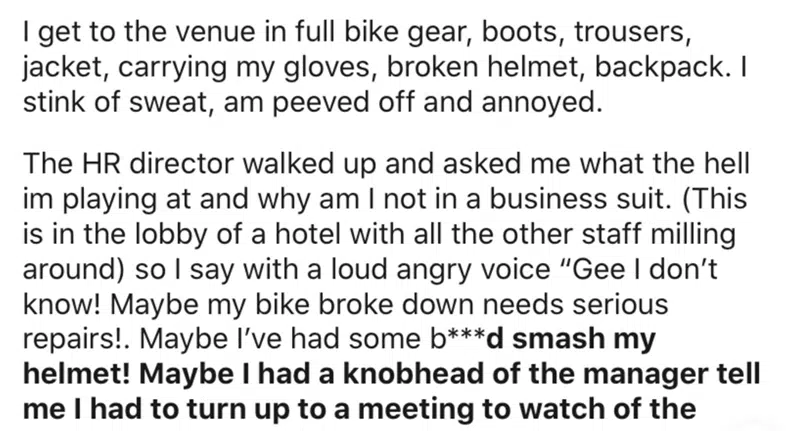 I get to the venue in full bike gear, boots, trousers,
jacket, carrying my gloves, broken helmet, backpack. I
stink of sweat, am peeved off and annoyed.
The HR director walked up and asked me what the hell
im playing at and why am I not in a business suit. (This
is in the lobby of a hotel with all the other staff milling
around) so I say with a loud angry voice “Gee I don’t
know! Maybe my bike broke down needs serious
repairs!. Maybe I’ve had some b***d smash my
helmet! Maybe I had a knobhead of the manager tell
me I had to turn up to a meeting to watch of the